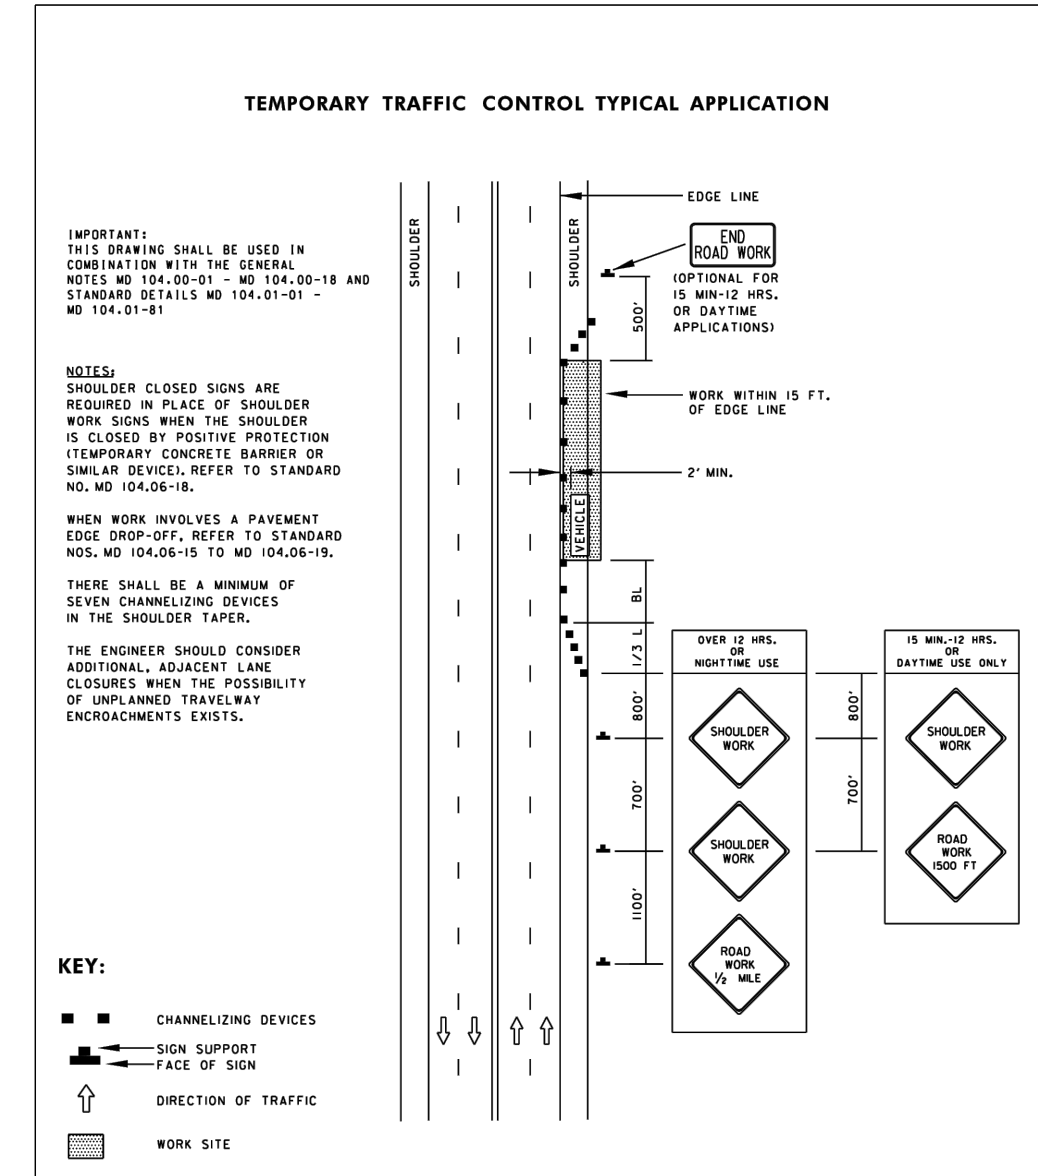 TEMPORARY TRAFFIC CONTROL TYPICAL APPLICATION
IMPORTANT:
THIS DRAWING SHALL BE USED IN
COMBINATION WITH THE GENERAL
NOTES MD 104.00-01 - MD 104.00-18 AND
STANDARD DETAILS MD 104.01-01 -
MD 104.01-81
NOTES:
SHOULDER CLOSED SIGNS ARE
REQUIRED IN PLACE OF SHOULDER
WORK SIGNS WHEN THE SHOULDER
IS CLOSED BY POSITIVE PROTECTION
(TEMPORARY CONCRETE BARRIER OR
SIMILAR DEVICE). REFER TO STANDARD
NO. MD 104.06-18.
WHEN WORK INVOLVES A PAVEMENT
EDGE DROP-OFF, REFER TO STANDARD
NOS. MD 104.06-15 TO MD 104.06-19.
THERE SHALL BE A MINIMUM OF
SEVEN CHANNELIZING DEVICES
IN THE SHOULDER TAPER.
THE ENGINEER SHOULD CONSIDER
ADDITIONAL, ADJACENT LANE
CLOSURES WHEN THE POSSIBILITY
OF UNPLANNED TRAVELWAY
ENCROACHMENTS EXISTS.
SHOULDER
SHOULDER
EDGE LINE
END
ROAD WORK
(OPTIONAL FOR
15 MIN-12 HRS.
OR DAYTIME
APPLICATIONS)
500'
WORK WITHIN 15 FT.
OF EDGE LINE
2' MIN.
VEHICLE
BL
1/3 L
800'
700'
1100'
OVER 12 HRS.
OR
NIGHTTIME USE
SHOULDER
WORK
SHOULDER
WORK
ROAD
WORK
1/2 MILE
15 MIN.-12 HRS.
OR
DAYTIME USE ONLY
800'
700'
SHOULDER
WORK
ROAD
WORK
1500 FT
KEY:
CHANNELIZING DEVICES
SIGN SUPPORT
FACE OF SIGN
DIRECTION OF TRAFFIC
WORK SITE